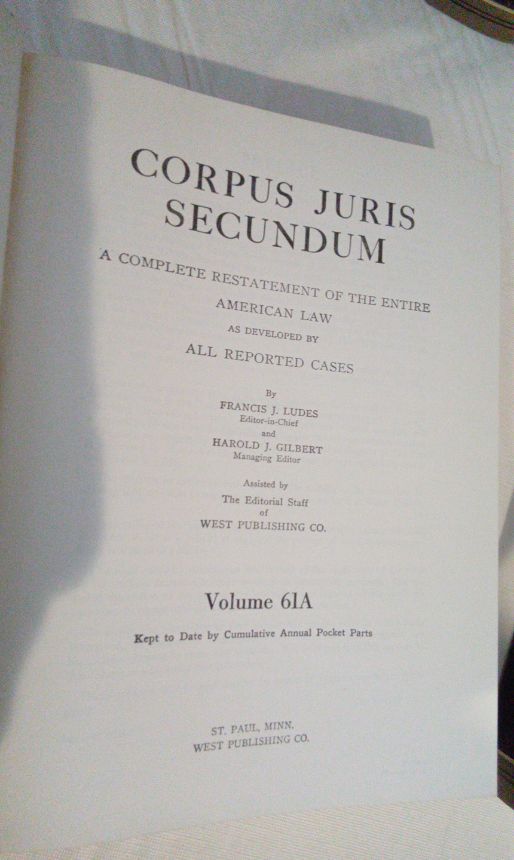 CORPUS JURIS
SECUNDUM
A COMPLETE RESTATEMENT OF THE ENTIRE
AMERICAN LAW
AS DEVELOPED BY
ALL REPORTED CASES
By
FRANCIS J. LUDES
Editor-in-Chief
and
HAROLD J. GILBERT
Managing Editor
Assisted by
The Editorial Staff
of
WEST PUBLISHING CO.
Volume 61A
Kept to Date by Cumulative Annual Pocket Parts
ST. PAUL, MINN.
WEST PUBLISHING CO.